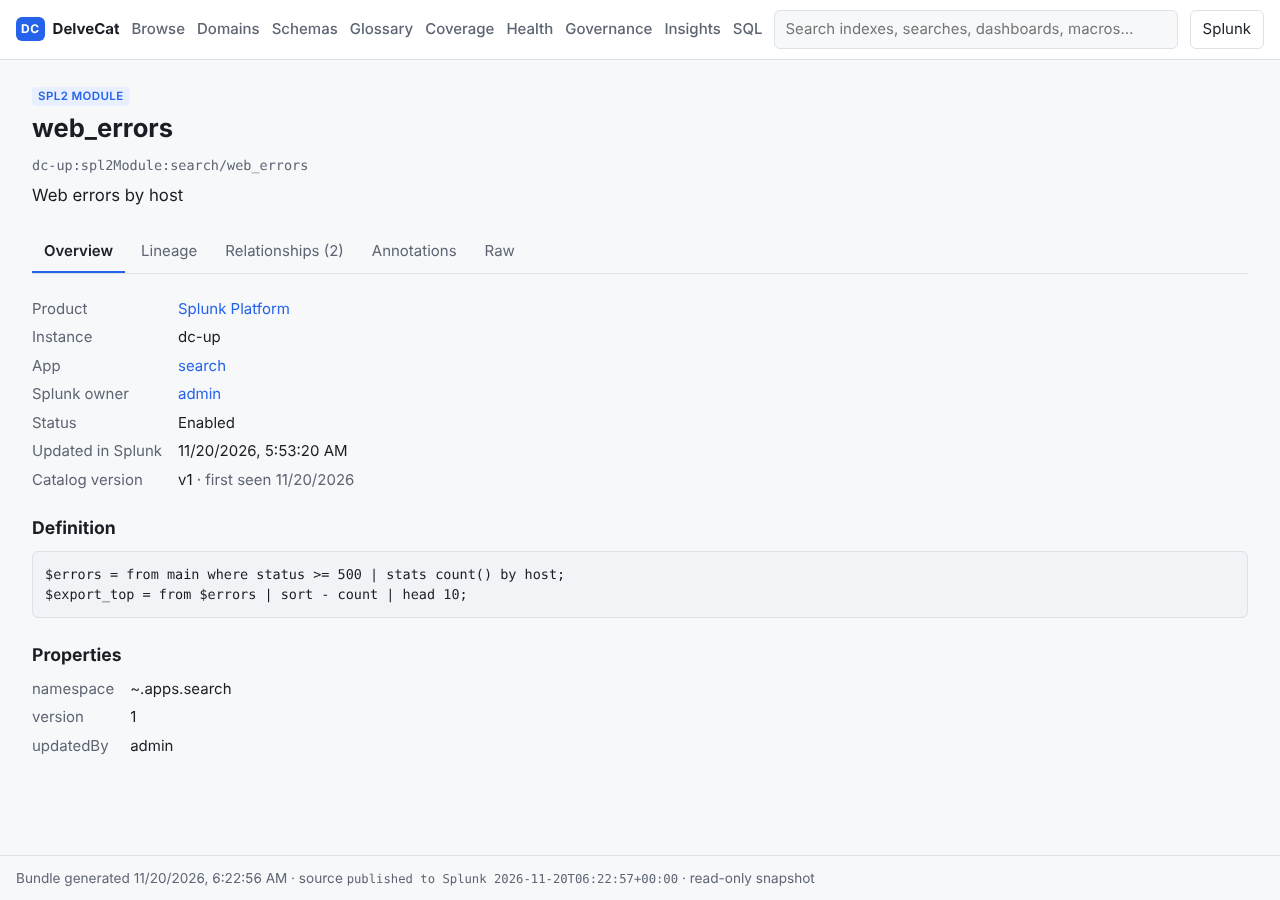 DC DelveCat Browse Domains Schemas Glossary Coverage Health Governance Insights SQL Search indexes, searches, dashboards, macros... Splunk
SPL2 MODULE
web_errors
dc-up:spl2Module:search/web_errors
Web errors by host
Overview Lineage Relationships (2) Annotations Raw
Product Splunk Platform
Instance dc-up
App search
Splunk owner admin
Status Enabled
Updated in Splunk 11/20/2026, 5:53:20 AM
Catalog version v1 · first seen 11/20/2026
Definition
$errors = from main where status >= 500 | stats count() by host;
$export_top = from $errors | sort - count | head 10;
Properties
namespace ~.apps.search
version 1
updatedBy admin
Bundle generated 11/20/2026, 6:22:56 AM · source published to Splunk 2026-11-20T06:22:57+00:00 · read-only snapshot